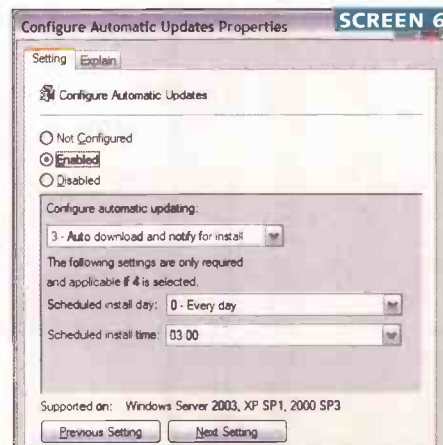 SCREEN 6
Configure Automatic Updates Properties
Setting
Explain
Configure Automatic Updates
Not Configured
Enabled
Disabled
Configure automatic updating:
3 - Auto download and notify for install
The following settings are only required
and applicable if 4 is selected.
Scheduled install day: 0 - Every day
Scheduled install time: 03:00
Supported on: Windows Server 2003, XP SP1, 2000 SP3
Previous Setting
Next Setting